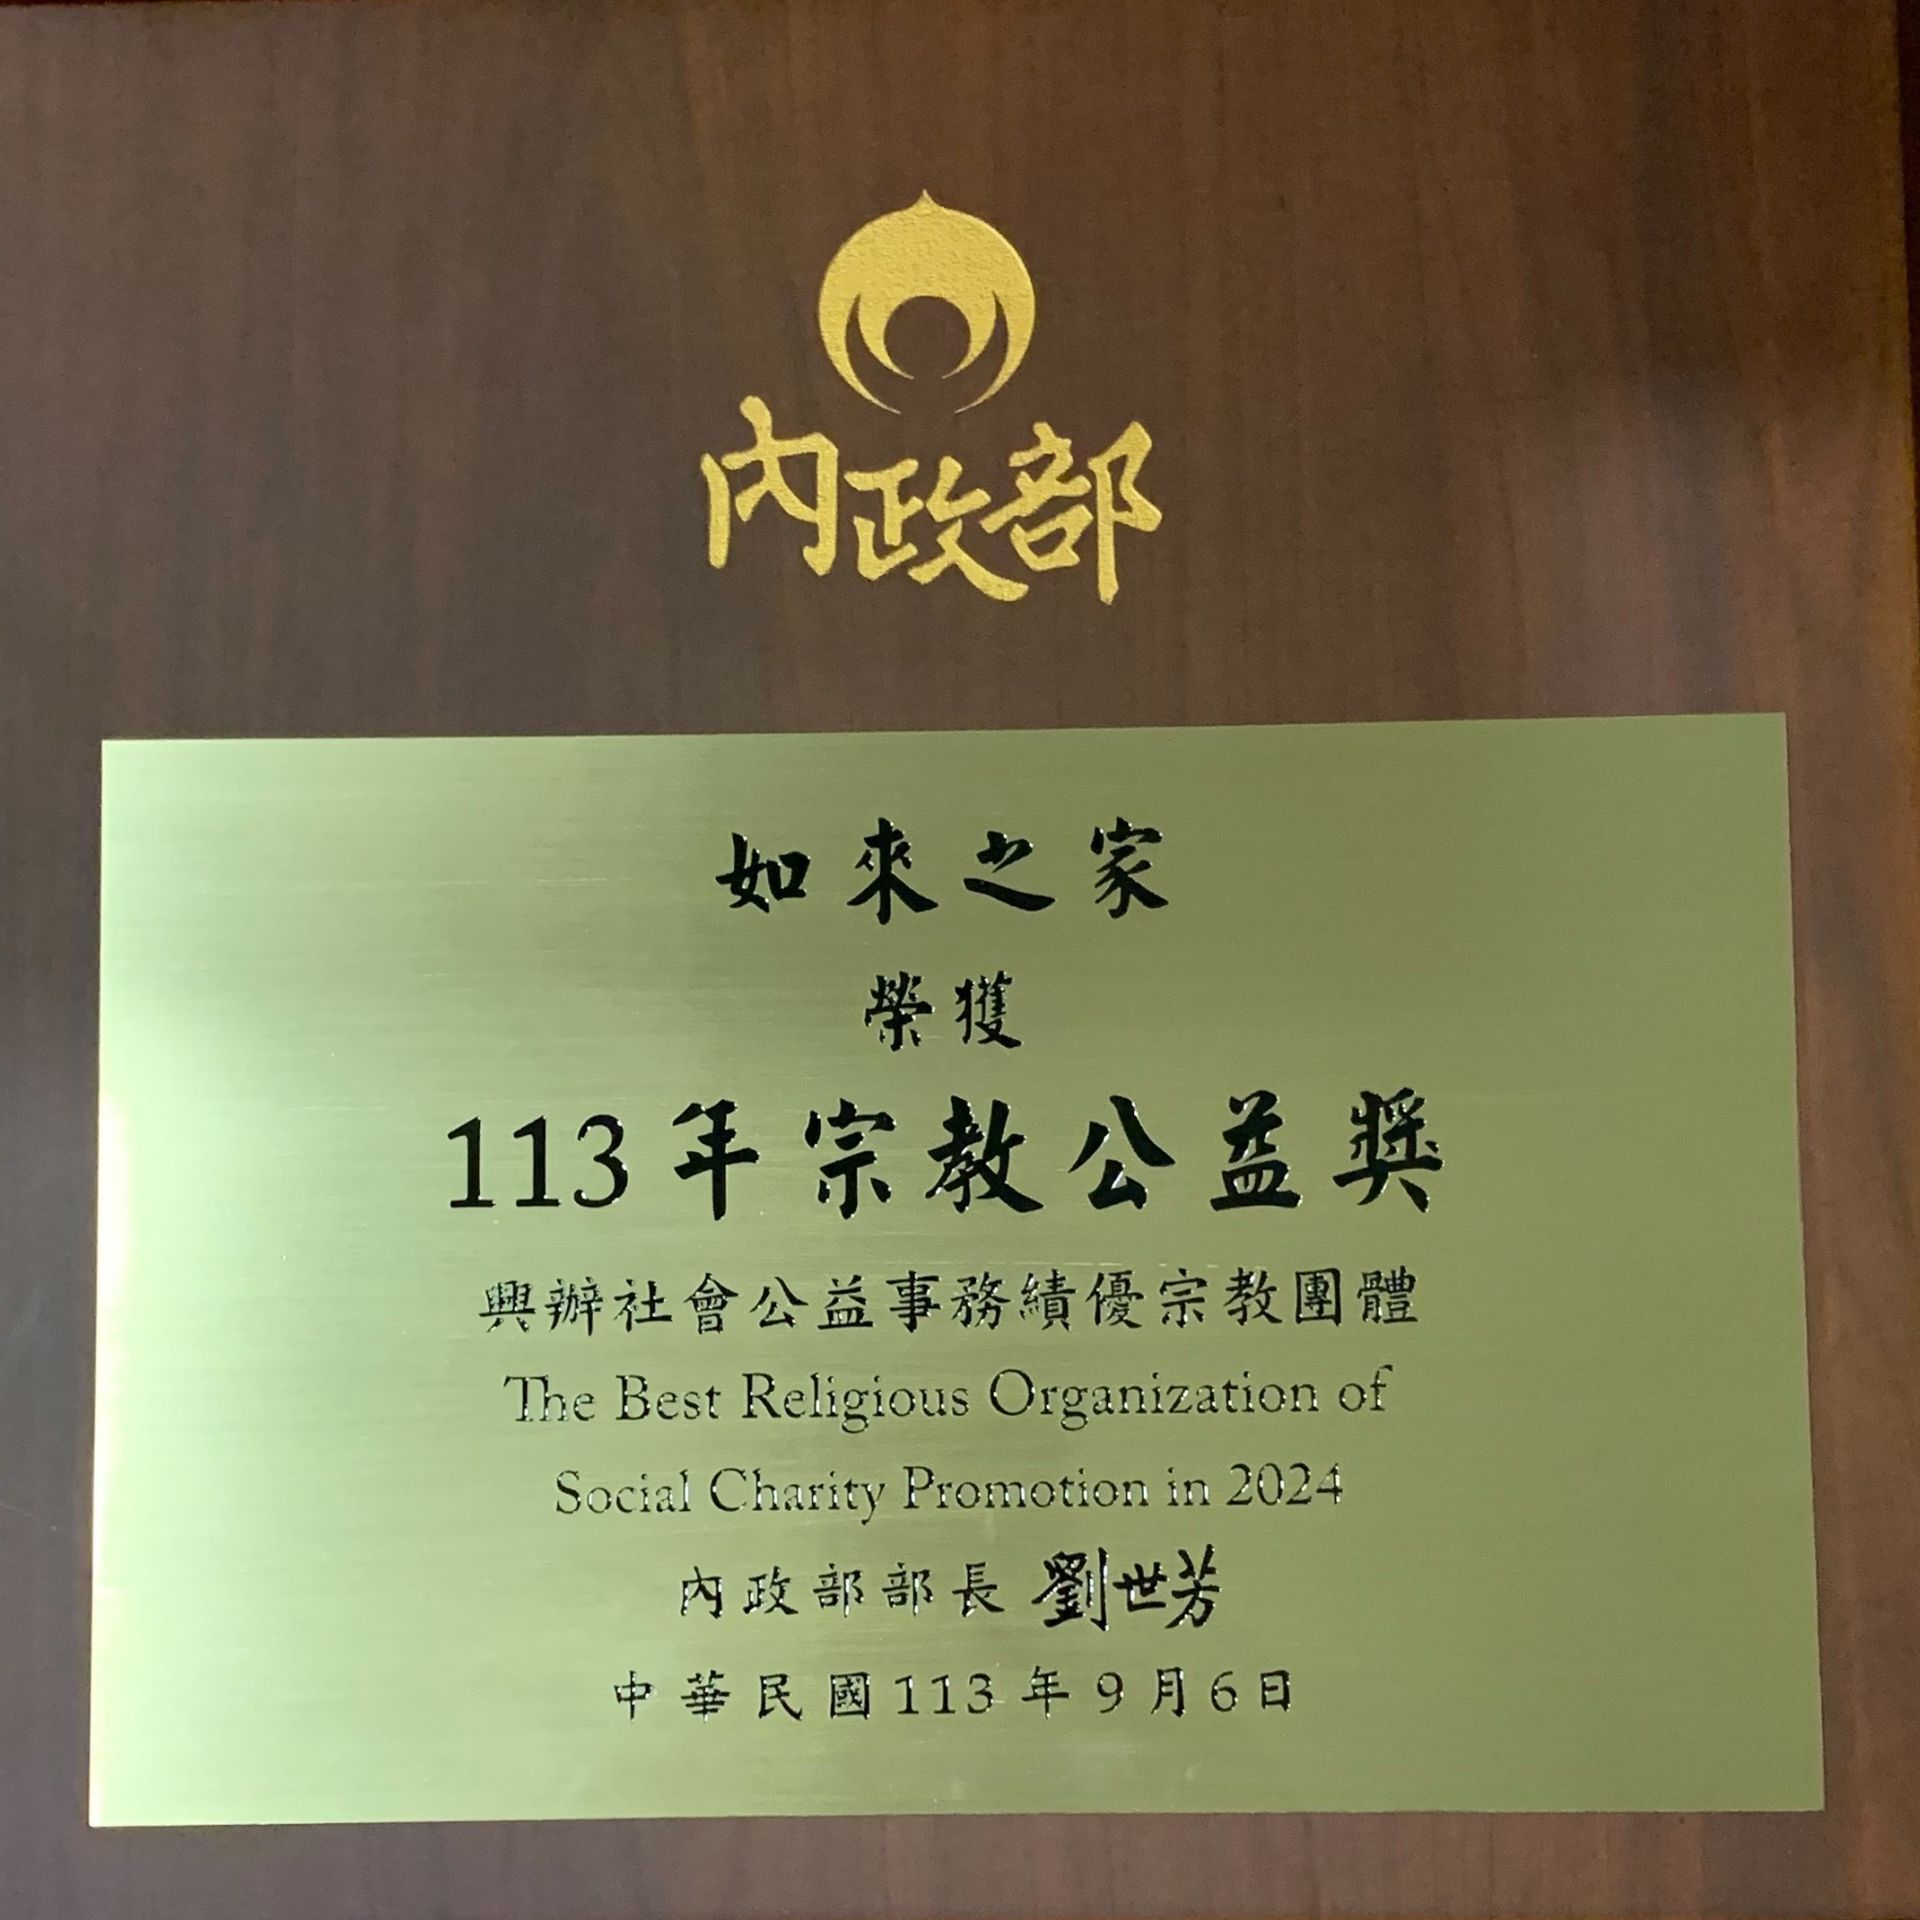 內政部
如來之家
榮獲
113年宗教公益獎
興辦社會公益事務績優宗教團體
The Best Religious Organization of
Social Charity Promotion in 2024
內政部部長 劉世芳
中華民國113年9月6日